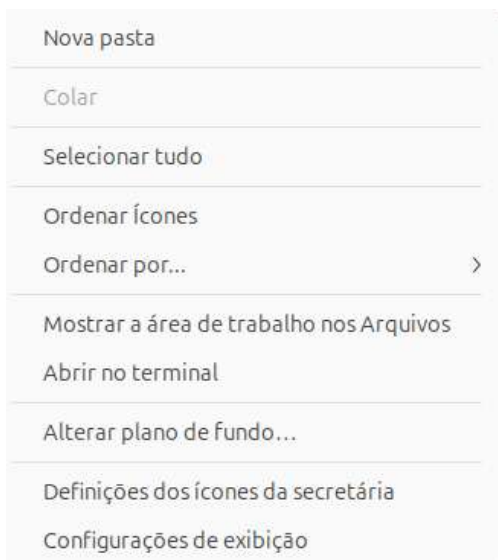 Nova pasta
Colar
Selecionar tudo
Ordenar Ícones
Ordenar por...
Mostrar a área de trabalho nos Arquivos
Abrir no terminal
Alterar plano de fundo…
Definições dos ícones da secretária
Configurações de exibição